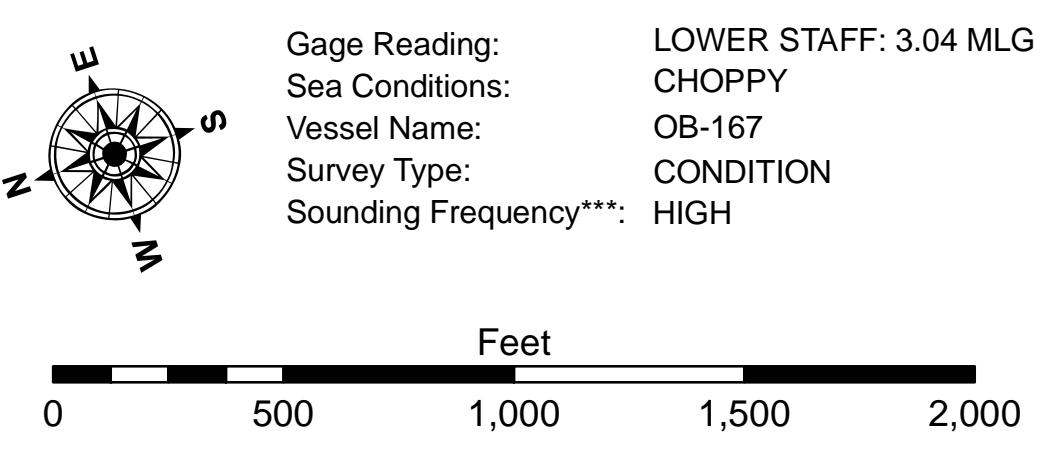 E
S
N
W
Gage Reading: LOWER STAFF: 3.04 MLG
Sea Conditions: CHOPPY
Vessel Name: OB-167
Survey Type: CONDITION
Sounding Frequency***: HIGH
Feet
0 500 1,000 1,500 2,000